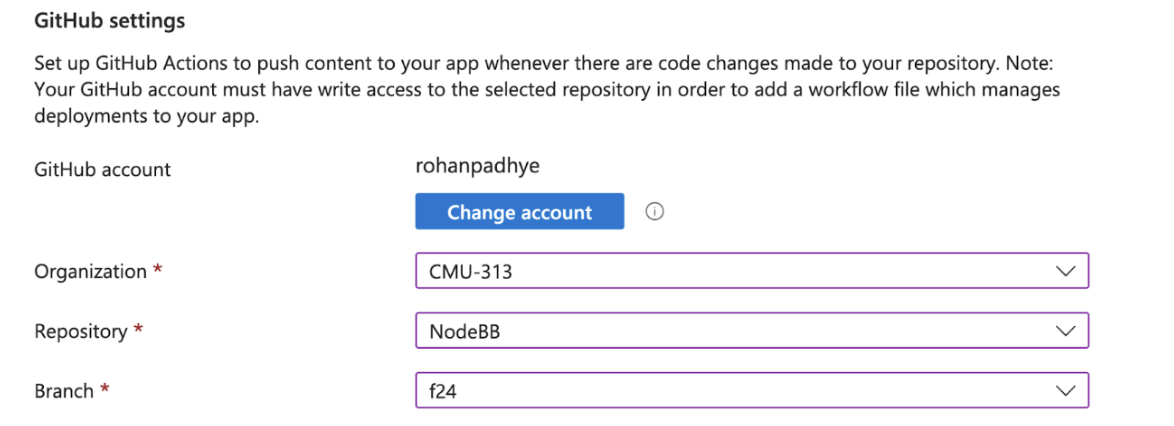 GitHub settings
Set up GitHub Actions to push content to your app whenever there are code changes made to your repository. Note:
Your GitHub account must have write access to the selected repository in order to add a workflow file which manages
deployments to your app.
GitHub account
rohanpadhye
Change account
Organization *
CMU-313
Repository *
NodeBB
Branch *
f24